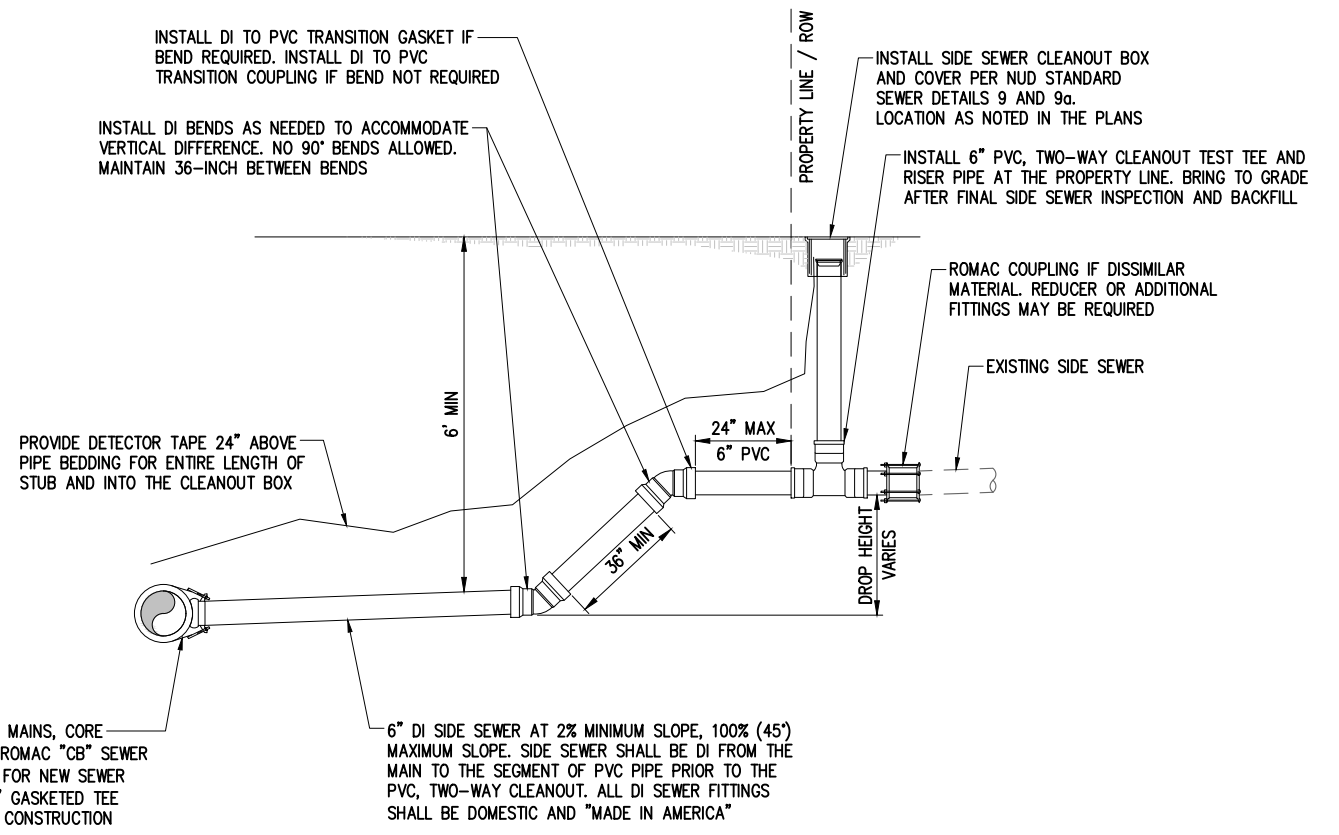 INSTALL DI TO PVC TRANSITION GASKET IF
BEND REQUIRED. INSTALL DI TO PVC
TRANSITION COUPLING IF BEND NOT REQUIRED
INSTALL DI BENDS AS NEEDED TO ACCOMMODATE
VERTICAL DIFFERENCE. NO 90° BENDS ALLOWED.
MAINTAIN 36-INCH BETWEEN BENDS
PROPERTY LINE / ROW
INSTALL SIDE SEWER CLEANOUT BOX
AND COVER PER NUD STANDARD
SEWER DETAILS 9 AND 9a.
LOCATION AS NOTED IN THE PLANS
INSTALL 6" PVC, TWO-WAY CLEANOUT TEST TEE AND
RISER PIPE AT THE PROPERTY LINE. BRING TO GRADE
AFTER FINAL SIDE SEWER INSPECTION AND BACKFILL
ROMAC COUPLING IF DISSIMILAR
MATERIAL. REDUCER OR ADDITIONAL
FITTINGS MAY BE REQUIRED
EXISTING SIDE SEWER
6' MIN
24" MAX
6" PVC
PROVIDE DETECTOR TAPE 24" ABOVE
PIPE BEDDING FOR ENTIRE LENGTH OF
STUB AND INTO THE CLEANOUT BOX
36" MIN
DROP HEIGHT
VARIES
MAINS, CORE
ROMAC "CB" SEWER
FOR NEW SEWER
" GASKETED TEE
CONSTRUCTION
6" DI SIDE SEWER AT 2% MINIMUM SLOPE, 100% (45°)
MAXIMUM SLOPE. SIDE SEWER SHALL BE DI FROM THE
MAIN TO THE SEGMENT OF PVC PIPE PRIOR TO THE
PVC, TWO-WAY CLEANOUT. ALL DI SEWER FITTINGS
SHALL BE DOMESTIC AND "MADE IN AMERICA"